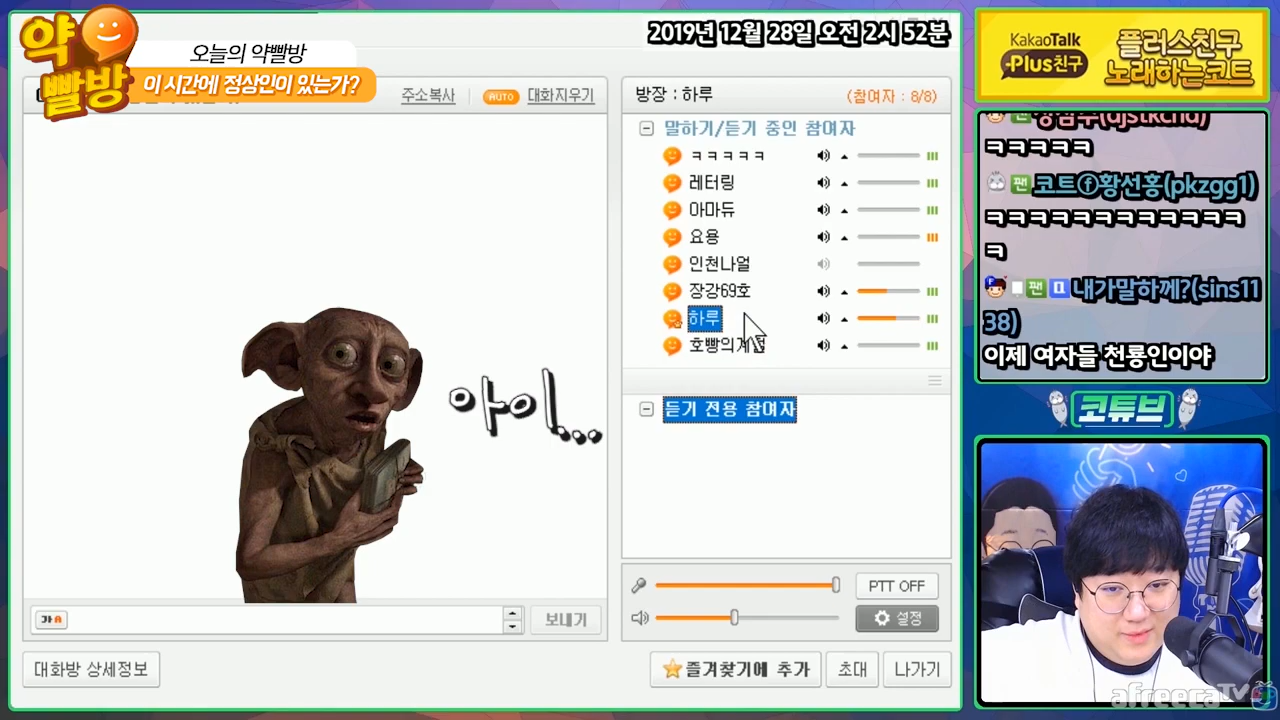 약빨방
오늘의 약빨방
이 시간에 정상인이 있는가?
2019년 12월 28일 오전 2시 52분
주소복사
AUTO 대화지우기
방장 : 하루
(참여자 : 8/8)
말하기/듣기 중인 참여자
ㅋㅋㅋㅋㅋ
레터링
아마듀
요용
인천나얼
장강69호
하루
호빵의계절
듣기 전용 참여자
아이...
가
보내기
PTT OFF
설정
대화방 상세정보
즐겨찾기에 추가
초대
나가기
KakaoTalk
Plus친구
플러스친구
노래하는코트
ㅋㅋㅋㅋㅋ
팬 코트ⓕ황선홍(pkzgg1)
ㅋㅋㅋㅋㅋㅋㅋㅋㅋㅋㅋㅋ
ㅋ
팬 내가말하께?(sins11
38)
이제 여자들 천룡인이야
코튜브
afreecaTV